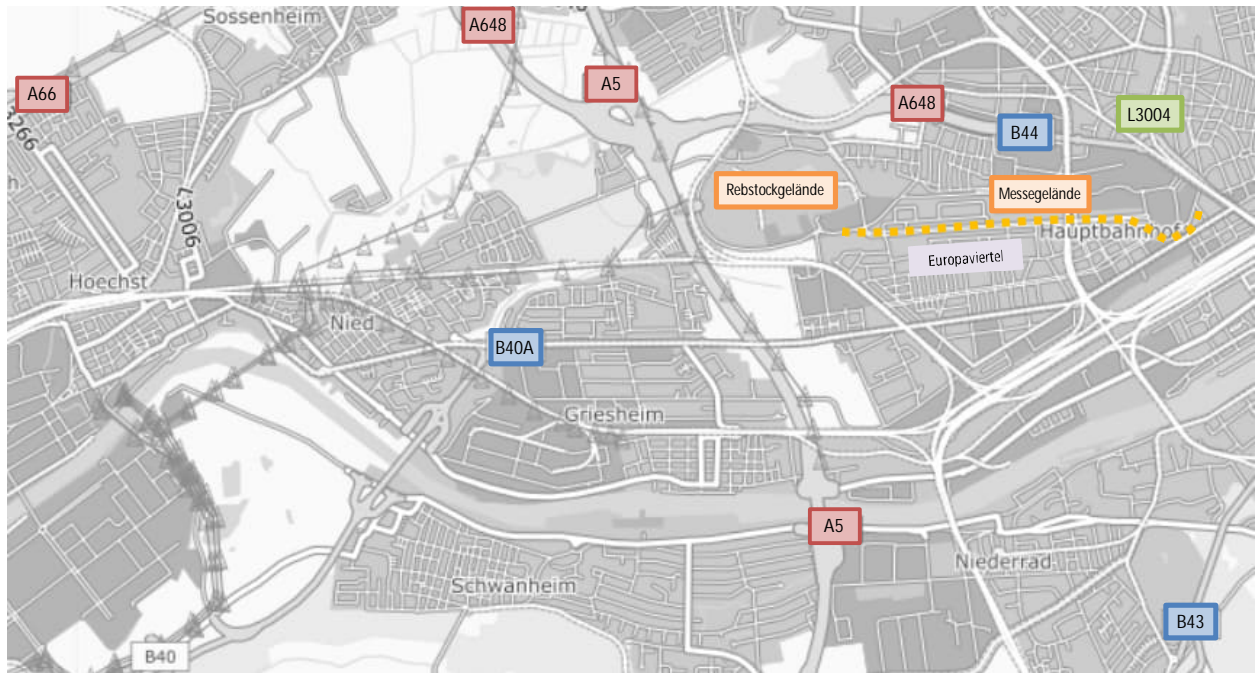 Sossenheim
A648
A66
A5
A648
L3004
B44
3266
L3006
Rebstockgelände
Messegelände
Hauptbahnhof
Europaviertel
Hoechst
Nied
B40A
Griesheim
A5
Niederrad
Schwanheim
B43
B40